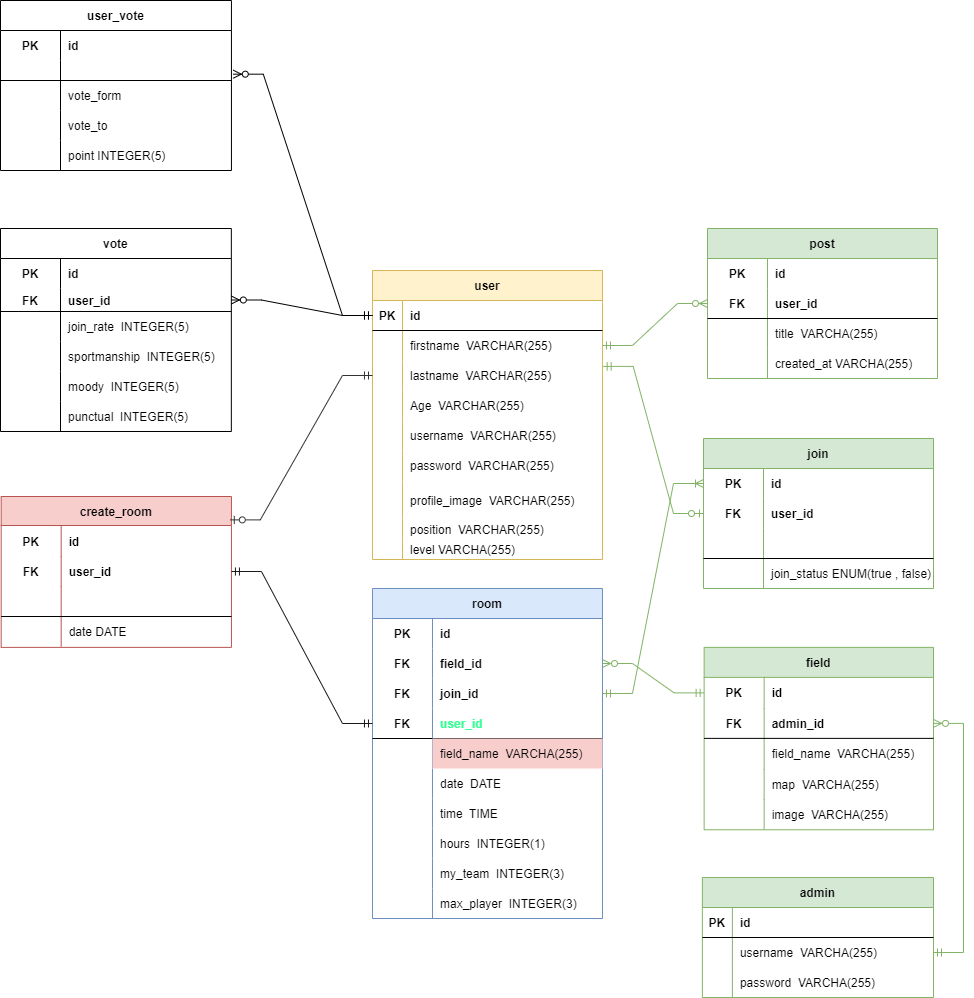 user_vote
PK id
vote_form
vote_to
point INTEGER(5)
vote
PK id
FK user_id
join_rate INTEGER(5)
sportmanship INTEGER(5)
moody INTEGER(5)
punctual INTEGER(5)
create_room
PK id
FK user_id
date DATE
user
PK id
firstname VARCHAR(255)
lastname VARCHAR(255)
Age VARCHAR(255)
username VARCHAR(255)
password VARCHAR(255)
profile_image VARCHAR(255)
position VARCHAR(255)
level VARCHA(255)
room
PK id
FK field_id
FK join_id
FK user_id
field_name VARCHA(255)
date DATE
time TIME
hours INTEGER(1)
my_team INTEGER(3)
max_player INTEGER(3)
post
PK id
FK user_id
title VARCHA(255)
created_at VARCHA(255)
join
PK id
FK user_id
join_status ENUM(true , false)
field
PK id
FK admin_id
field_name VARCHA(255)
map VARCHA(255)
image VARCHA(255)
admin
PK id
username VARCHA(255)
password VARCHA(255)